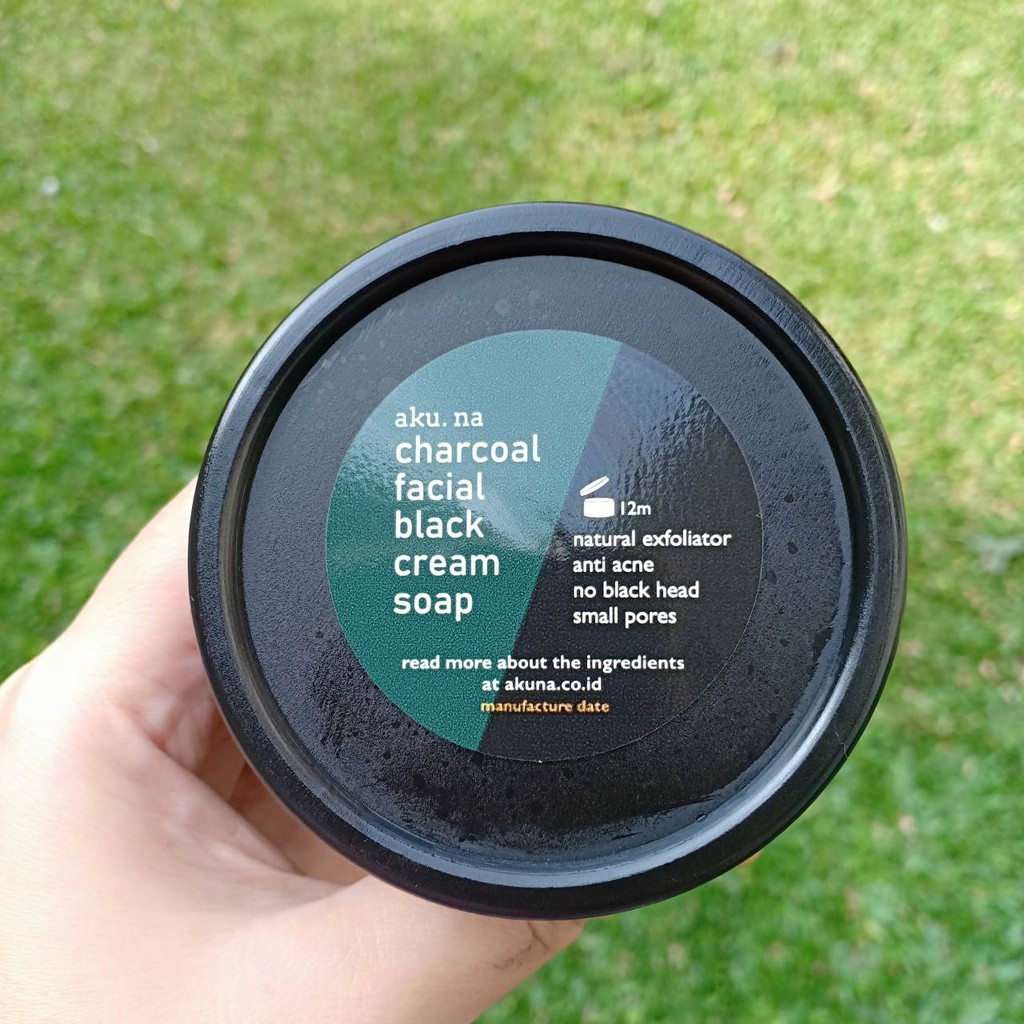 aku. na
charcoal
facial
black
cream
soap
12m
natural exfoliator
anti acne
no black head
small pores
read more about the ingredients
at akuna.co.id
manufacture date